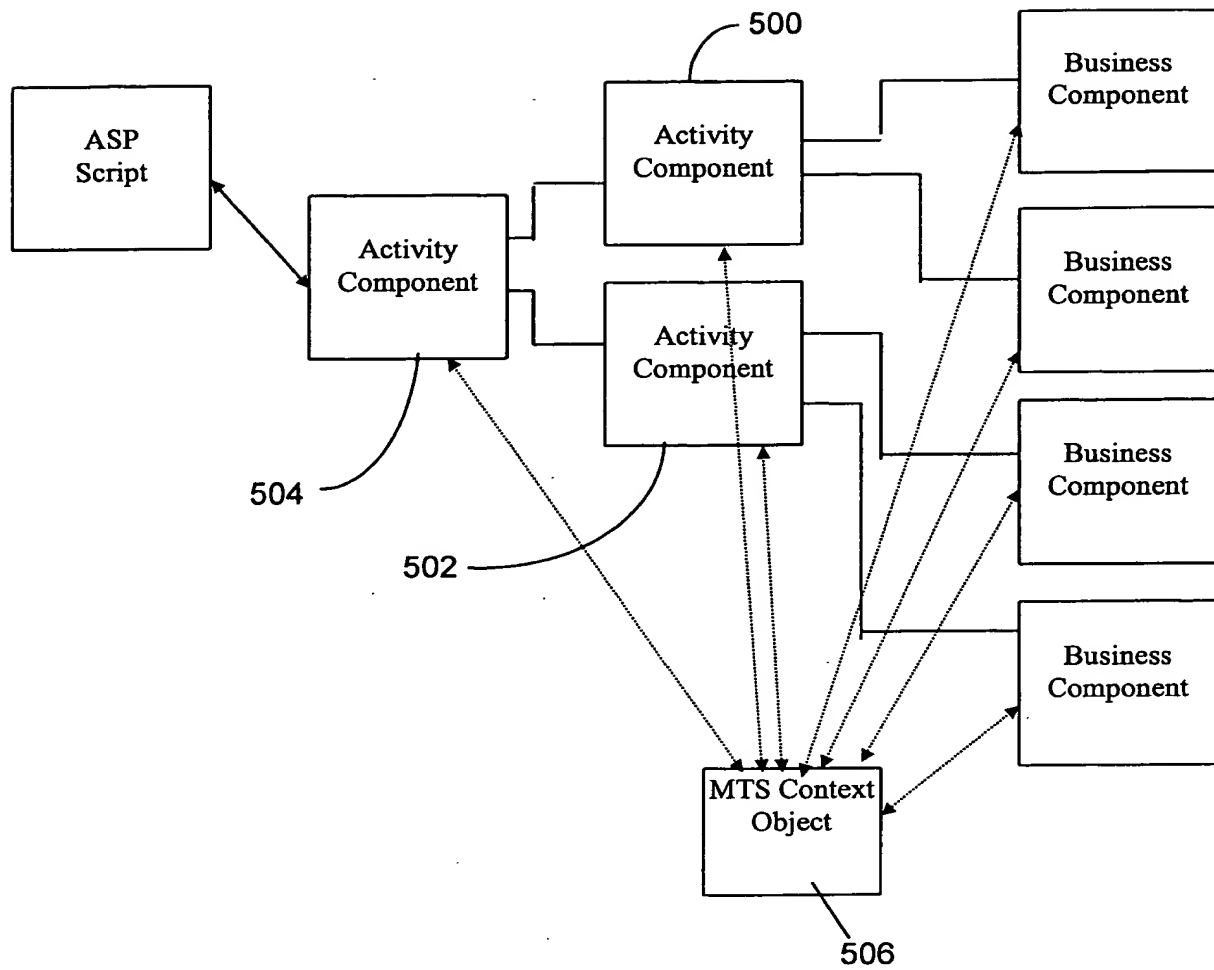 500
Business
Component
ASP
Script
Activity
Component
Activity
Component
Business
Component
Activity
Component
504
502
Business
Component
Business
Component
MTS Context
Object
506